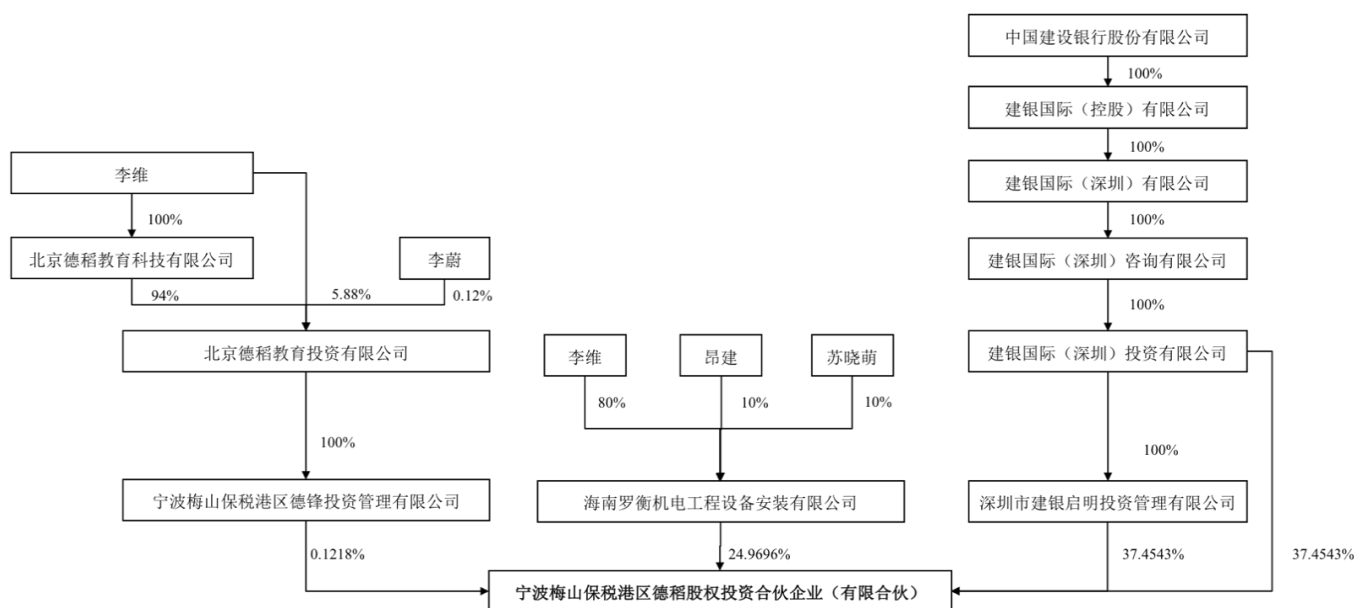 中国建设银行股份有限公司
100%
建银国际（控股）有限公司
100%
李维
建银国际（深圳）有限公司
100%
100%
北京德稻教育科技有限公司
李蔚
建银国际（深圳）咨询有限公司
94%
5.88%
0.12%
100%
北京德稻教育投资有限公司
李维
昂建
苏晓萌
建银国际（深圳）投资有限公司
80%
10%
10%
100%
100%
宁波梅山保税港区德锋投资管理有限公司
海南罗衡机电工程设备安装有限公司
深圳市建银启明投资管理有限公司
0.1218%
24.9696%
37.4543%
37.4543%
宁波梅山保税港区德稻股权投资合伙企业（有限合伙）